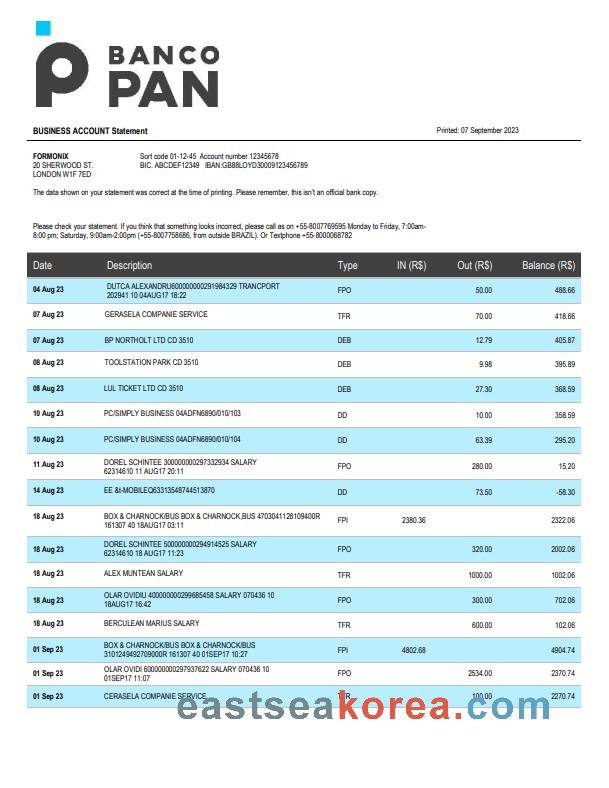 BANCO
PAN
BUSINESS ACCOUNT Statement Printed: 07 September 2023
FORMONIX Sort code 01-12-45 Account number 12345678
20 SHERWOOD ST. BIC. ABCDEF12349 IBAN:GB88LOYD30009123456789
LONDON W1F 7ED
The data shown on your statement was correct at the time of printing. Please remember, this isn't an official bank copy.
Please check your statement. If you think that something looks incorrect, please call as on +55-8007769595 Monday to Friday, 7:00am-
8:00 pm; Saturday, 9:00am-2:00pm (+55-8007758686, from outside BRAZIL). Or Textphone +55-8000068782
Date Description Type IN (R$) Out (R$) Balance (R$)
04 Aug 23 DUTCA ALEXANDRU600000000291984329 TRANCPORT FPO 50.00 488.66
202941 10 04AUG17 18:22
07 Aug 23 GERASELA COMPANIE SERVICE TFR 70.00 418.66
07 Aug 23 BP NORTHOLT LTD CD 3510 DEB 12.79 405.87
08 Aug 23 TOOLSTATION PARK CD 3510 DEB 9.98 395.89
08 Aug 23 LUL TICKET LTD CD 3510 DEB 27.30 368.59
10 Aug 23 PC/SIMPLY BUSINESS 04ADFN6890/010/103 DD 10.00 358.59
10 Aug 23 PC/SIMPLY BUSINESS 04ADFN6890/010/104 DD 63.39 295.20
11 Aug 23 DOREL SCHINTEE 300000000297332934 SALARY FPO 280.00 15.20
62314610 11 AUG17 20:11
14 Aug 23 EE &t-MOBILEQ63313548744513870 DD 73.50 -58.30
18 Aug 23 BOX & CHARNOCK/BUS BOX & CHARNOCK,BUS 4703041128109400R FPI 2380.36 2322.06
161307 40 18AUG17 03:11
18 Aug 23 DOREL SCHINTEE 500000000294914525 SALARY FPO 320.00 2002.06
62314610 18 AUG17 11:23
18 Aug 23 ALEX MUNTEAN SALARY TFR 1000.00 1002.06
18 Aug 23 OLAR OVIDIU 400000000299685458 SALARY 070436 10 FPO 300.00 702.06
18AUG17 16:42
18 Aug 23 BERCULEAN MARIUS SALARY TFR 600.00 102.06
01 Sep 23 BOX & CHARNOCK/BUS BOX & CHARNOCK/BUS FPI 4802.68 4904.74
3101249492709000R 161307 40 01SEP17 10:27
01 Sep 23 OLAR OVIDI 600000000297937622 SALARY 070436 10 FPO 2534.00 2370.74
01SEP17 11:07
01 Sep 23 CERASELA COMPANIE SERVICE TFR 100.00 2270.74
eastseakorea.com